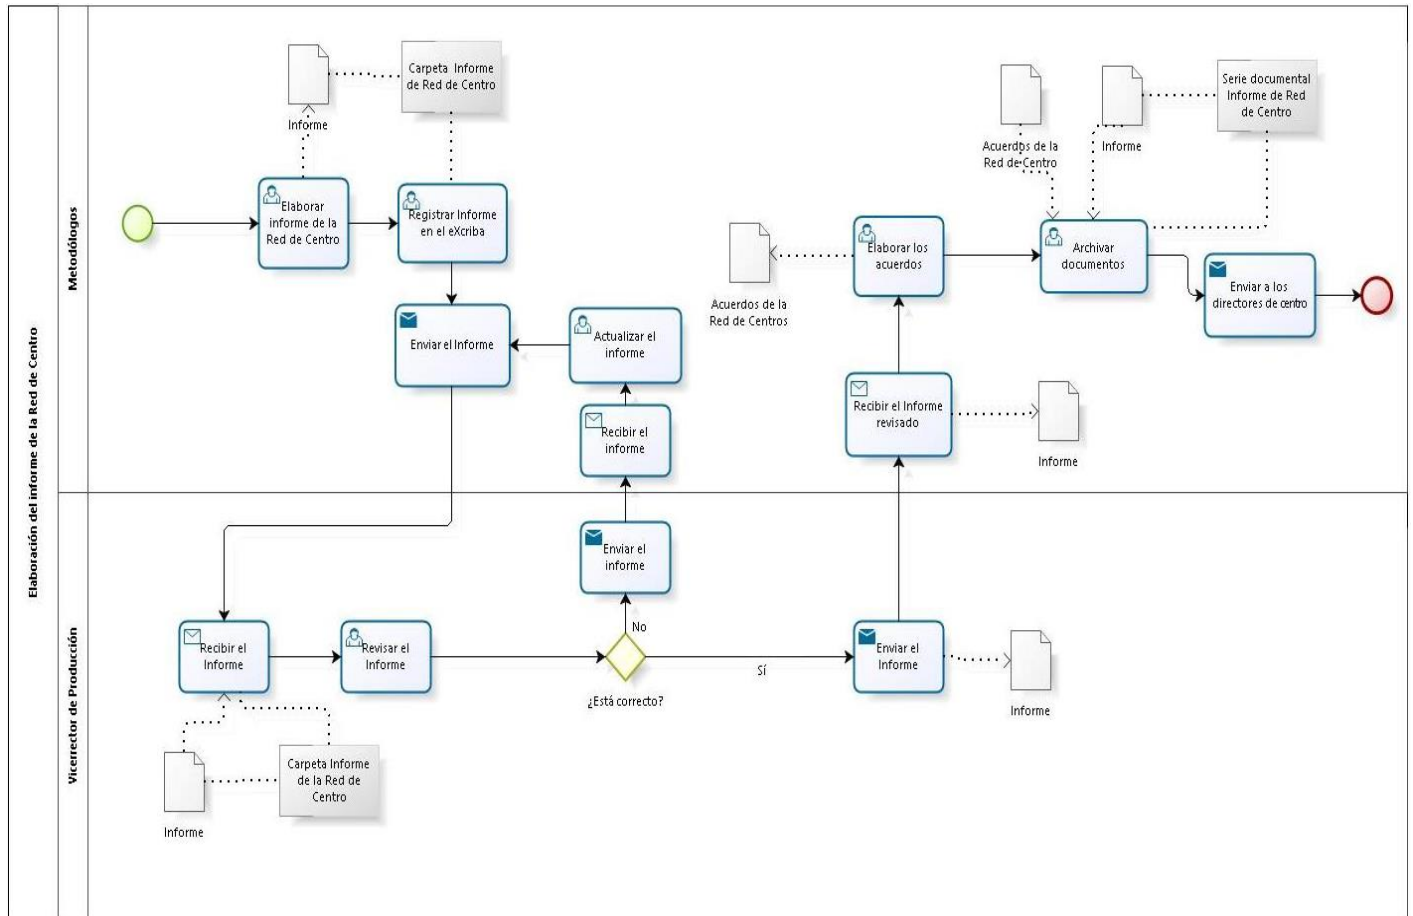 Elaboración del informe de la Red de Centro
Metodólogos
Informe
Carpeta Informe
de Red de Centro
Elaborar
informe de la
Red de Centro
Registrar Informe
en el eXcriba
Enviar el Informe
Actualizar el
informe
Recibir el
informe
Acuerdos de la
Red de Centros
Elaborar los
acuerdos
Acuerdos de la
Red de Centro
Informe
Serie documental
Informe de Red
de Centro
Archivar
documentos
Enviar a los
directores de centro
Recibir el Informe
revisado
Informe
Vicerrector de Producción
Enviar el
informe
Recibir el
Informe
Revisar el
Informe
No
¿Está correcto?
Sí
Enviar el
Informe
Informe
Informe
Carpeta Informe
de la Red de
Centro